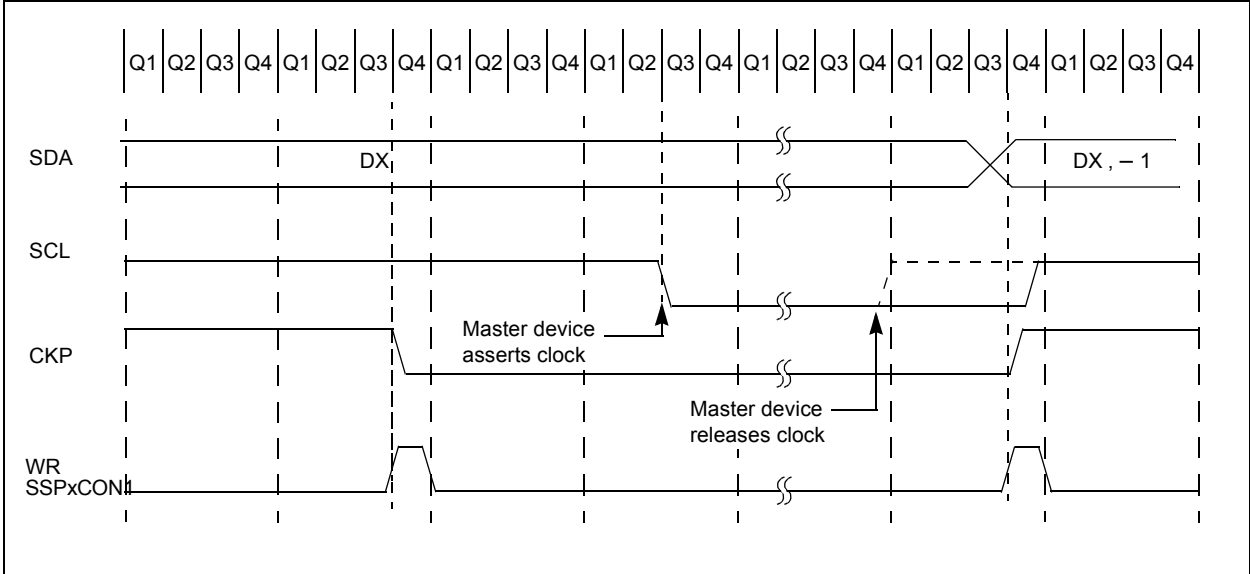 Q1 Q2 Q3 Q4 Q1 Q2 Q3 Q4 Q1 Q2 Q3 Q4 Q1 Q2 Q3 Q4 Q1 Q2 Q3 Q4 Q1 Q2 Q3 Q4 Q1 Q2 Q3 Q4
SDA
DX
DX , – 1
SCL
Master device
asserts clock
CKP
Master device
releases clock
WR
SSPxCON1